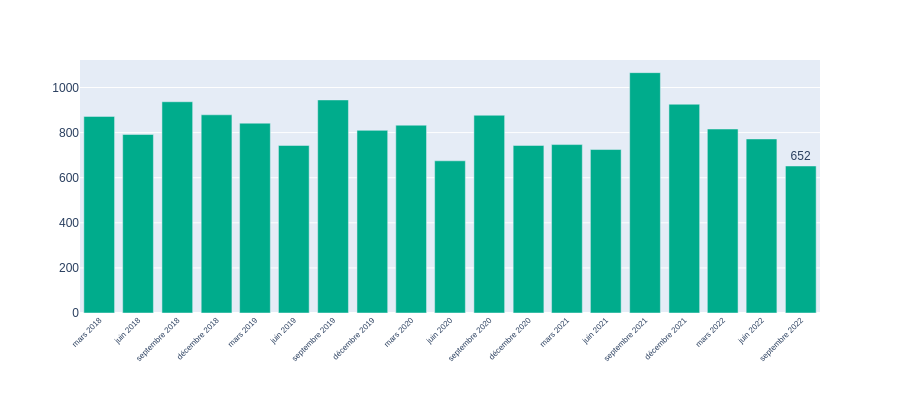 1000
800
600
400
200
0
652
mars 2018
juin 2018
septembre 2018
décembre 2018
mars 2019
juin 2019
septembre 2019
décembre 2019
mars 2020
juin 2020
septembre 2020
décembre 2020
mars 2021
juin 2021
septembre 2021
décembre 2021
mars 2022
juin 2022
septembre 2022